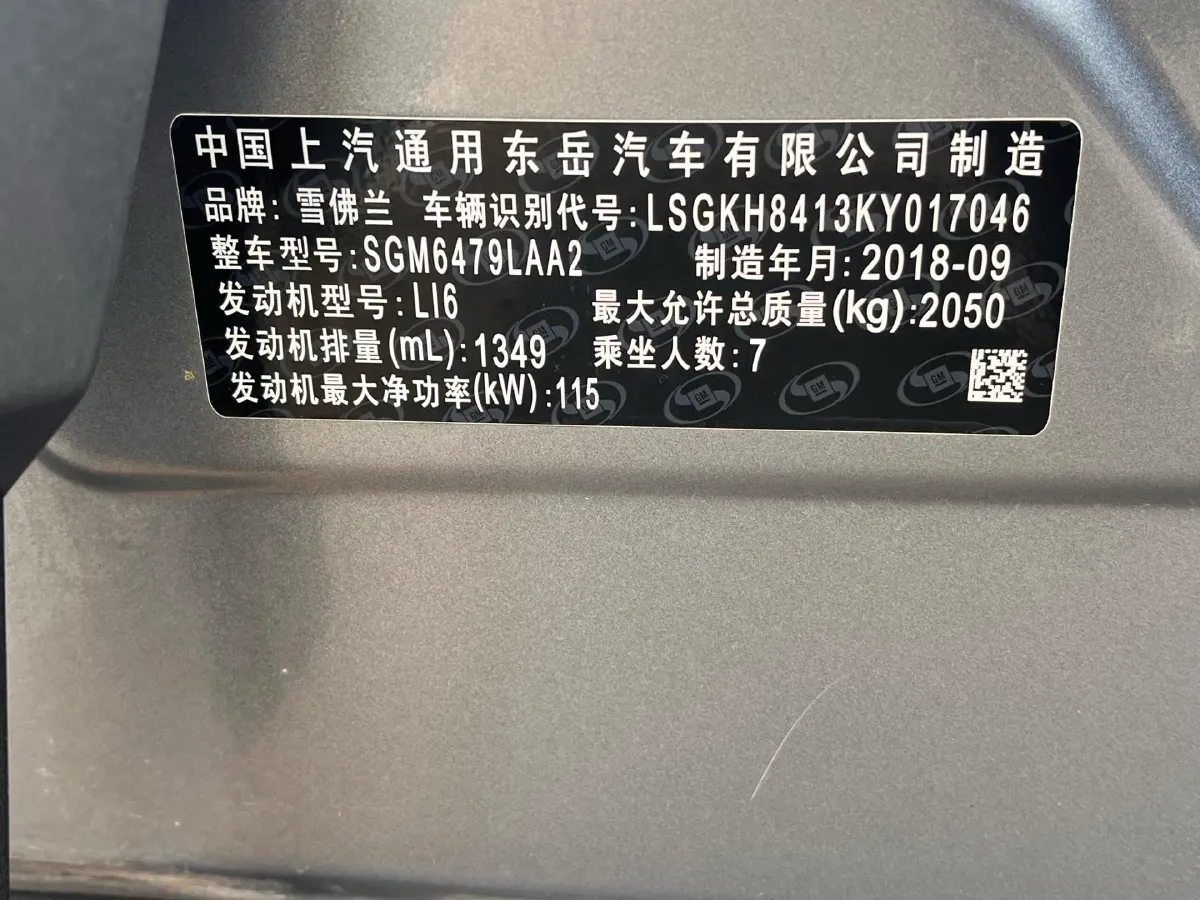 中国上汽通用东岳汽车有限公司制造
品牌: 雪佛兰 车辆识别代号:LSGKH8413KY017046
整车型号:SGM6479LAA2 制造年月:2018-09
发动机型号:LI6 最大允许总质量(kg):2050
发动机排量(mL):1349 乘坐人数:7
发动机最大净功率(kW):115